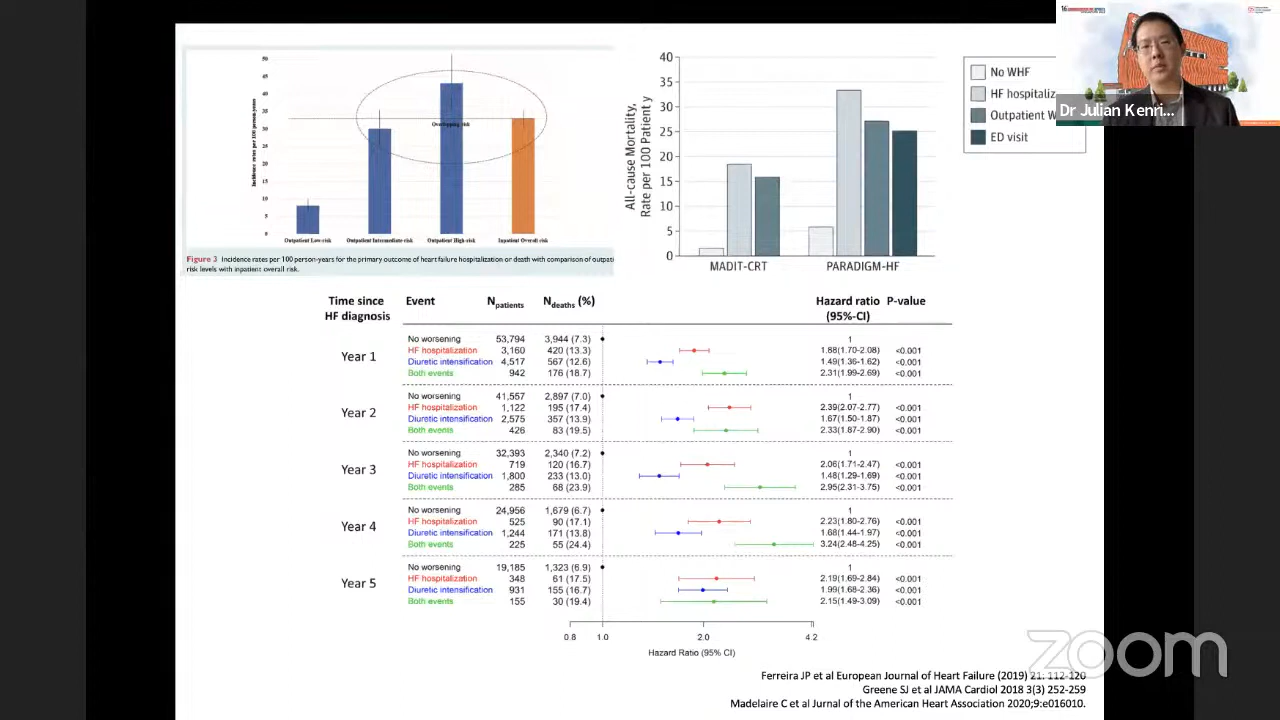 50
45
40
35
30
25
20
15
10
5
0
Incidence rates per 100 person-years
Overlapping risk
Outpatient Low-risk
Outpatient Intermediate-risk
Outpatient High-risk
Inpatient Overall risk
Figure 3 Incidence rates per 100 person-years for the primary outcome of heart failure hospitalization or death with comparison of outpati
risk levels with inpatient overall risk.
All-cause Mortality,
Rate per 100 Patient y
40
35
30
25
20
15
10
5
0
MADIT-CRT
PARADIGM-HF
No WHF
HF hospitaliz
Outpatient W
ED visit
Dr Julian Kenri...
Time since
HF diagnosis
Event
Npatients
Ndeaths (%)
Hazard ratio
(95%-CI)
P-value
Year 1
No worsening 53,794 3,944 (7.3) 1
HF hospitalization 3,160 420 (13.3) 1.88(1.70-2.08) <0.001
Diuretic intensification 4,517 567 (12.6) 1.49(1.36-1.62) <0.001
Both events 942 176 (18.7) 2.31(1.99-2.69) <0.001
Year 2
No worsening 41,557 2,897 (7.0) 1
HF hospitalization 1,122 195 (17.4) 2.39(2.07-2.77) <0.001
Diuretic intensification 2,575 357 (13.9) 1.67(1.50-1.87) <0.001
Both events 426 83 (19.5) 2.33(1.87-2.90) <0.001
Year 3
No worsening 32,393 2,340 (7.2) 1
HF hospitalization 719 120 (16.7) 2.06(1.71-2.47) <0.001
Diuretic intensification 1,800 233 (13.0) 1.48(1.29-1.69) <0.001
Both events 285 68 (23.9) 2.95(2.31-3.75) <0.001
Year 4
No worsening 24,956 1,679 (6.7) 1
HF hospitalization 525 90 (17.1) 2.23(1.80-2.76) <0.001
Diuretic intensification 1,244 171 (13.8) 1.68(1.44-1.97) <0.001
Both events 225 55 (24.4) 3.24(2.48-4.25) <0.001
Year 5
No worsening 19,185 1,323 (6.9) 1
HF hospitalization 348 61 (17.5) 2.19(1.69-2.84) <0.001
Diuretic intensification 931 155 (16.7) 1.99(1.68-2.36) <0.001
Both events 155 30 (19.4) 2.15(1.49-3.09) <0.001
0.8 1.0 2.0 4.2
Hazard Ratio (95% CI)
zoom
Ferreira JP et al European Journal of Heart Failure (2019) 21: 112-120
Greene SJ et al JAMA Cardiol 2018 3(3) 252-259
Madelaire C et al Jurnal of the American Heart Association 2020;9:e016010.